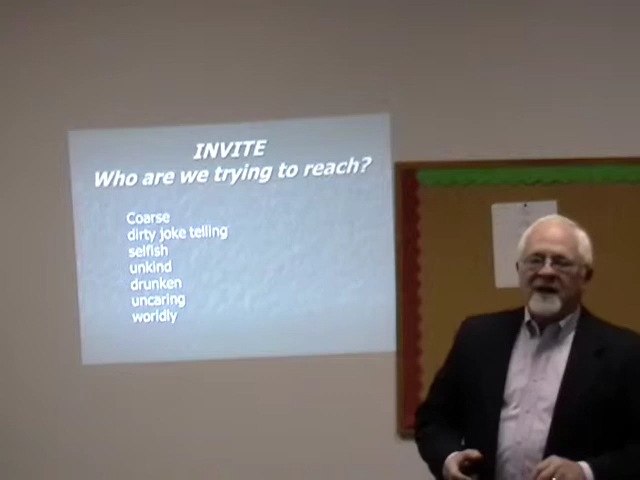 INVITE
Who are we trying to reach?
Coarse
dirty joke telling
selfish
unkind
drunken
uncaring
worldly